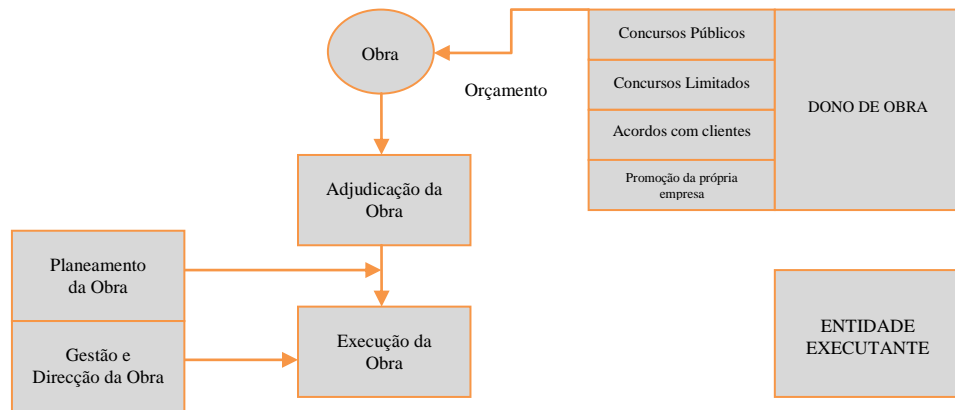 Obra
Orçamento
Concursos Públicos
Concursos Limitados
Acordos com clientes
Promoção da própria
empresa
DONO DE OBRA
Adjudicação da
Obra
Planeamento
da Obra
Gestão e
Direcção da Obra
Execução da
Obra
ENTIDADE
EXECUTANTE